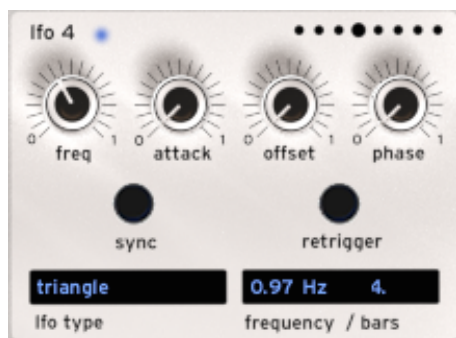 lfo 4
0 1 0 1 0 1 0 1
freq attack offset phase
sync retrigger
triangle 0.97 Hz 4.
lfo type frequency / bars